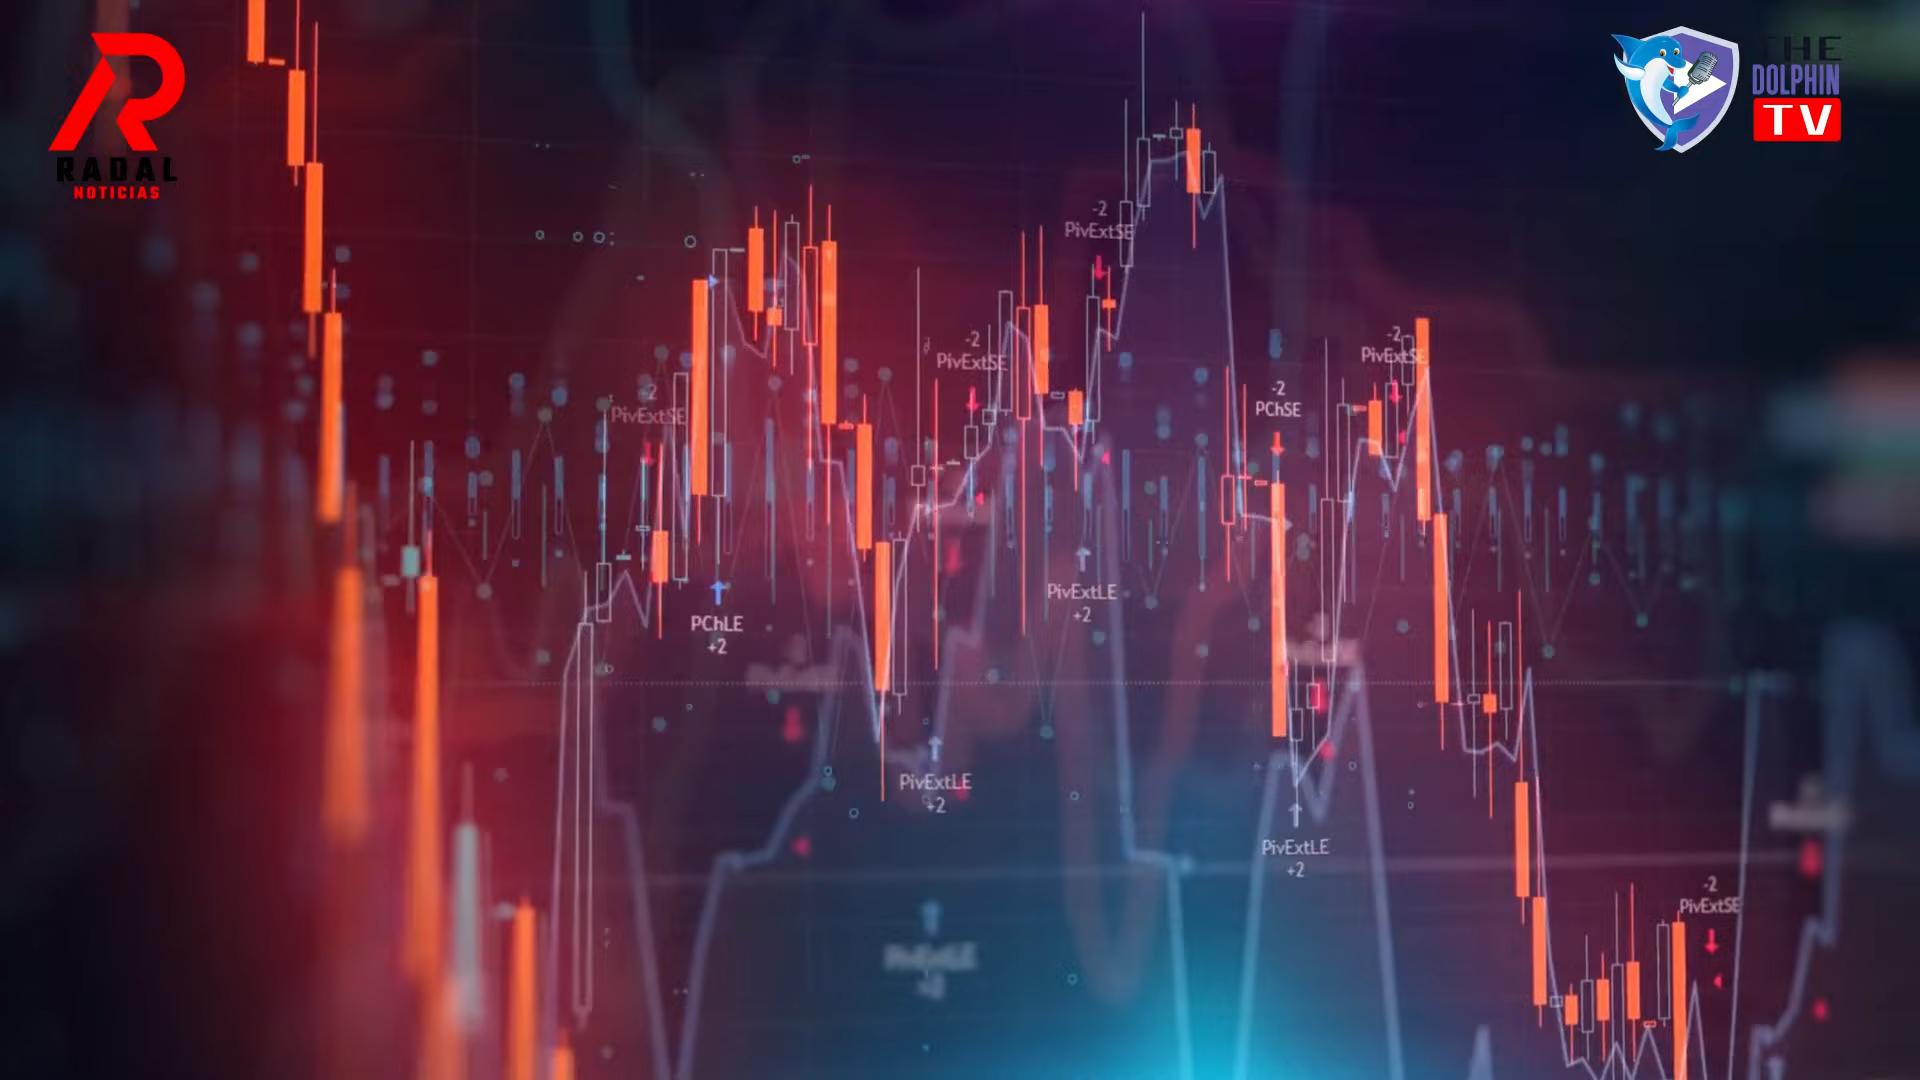 RADAL
NOTICIAS
THE
DOLPHIN
TV
-2
PivExtSE
-2
PivExtSE
-2
PivExtSE
-2
PivExtSE
-2
PChSE
PChLE
+2
PivExtLE
+2
PivExtLE
+2
PivExtLE
+2
-2
PivExtSE